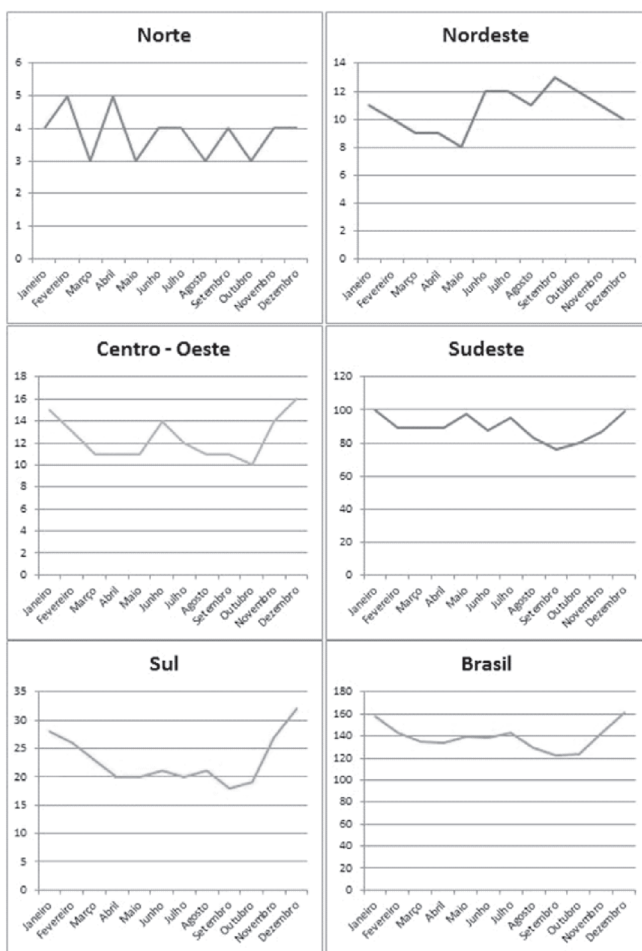 Norte
6
5
4
3
2
1
0
Janeiro
Fevereiro
Março
Abril
Maio
Junho
Julho
Agosto
Setembro
Outubro
Novembro
Dezembro
Nordeste
14
12
10
8
6
4
2
0
Janeiro
Fevereiro
Março
Abril
Maio
Junho
Julho
Agosto
Setembro
Outubro
Novembro
Dezembro
Centro - Oeste
18
16
14
12
10
8
6
4
2
0
Janeiro
Fevereiro
Março
Abril
Maio
Junho
Julho
Agosto
Setembro
Outubro
Novembro
Dezembro
Sudeste
120
100
80
60
40
20
0
Janeiro
Fevereiro
Março
Abril
Maio
Junho
Julho
Agosto
Setembro
Outubro
Novembro
Dezembro
Sul
35
30
25
20
15
10
5
0
Janeiro
Fevereiro
Março
Abril
Maio
Junho
Julho
Agosto
Setembro
Outubro
Novembro
Dezembro
Brasil
180
160
140
120
100
80
60
40
20
0
Janeiro
Fevereiro
Março
Abril
Maio
Junho
Julho
Agosto
Setembro
Outubro
Novembro
Dezembro